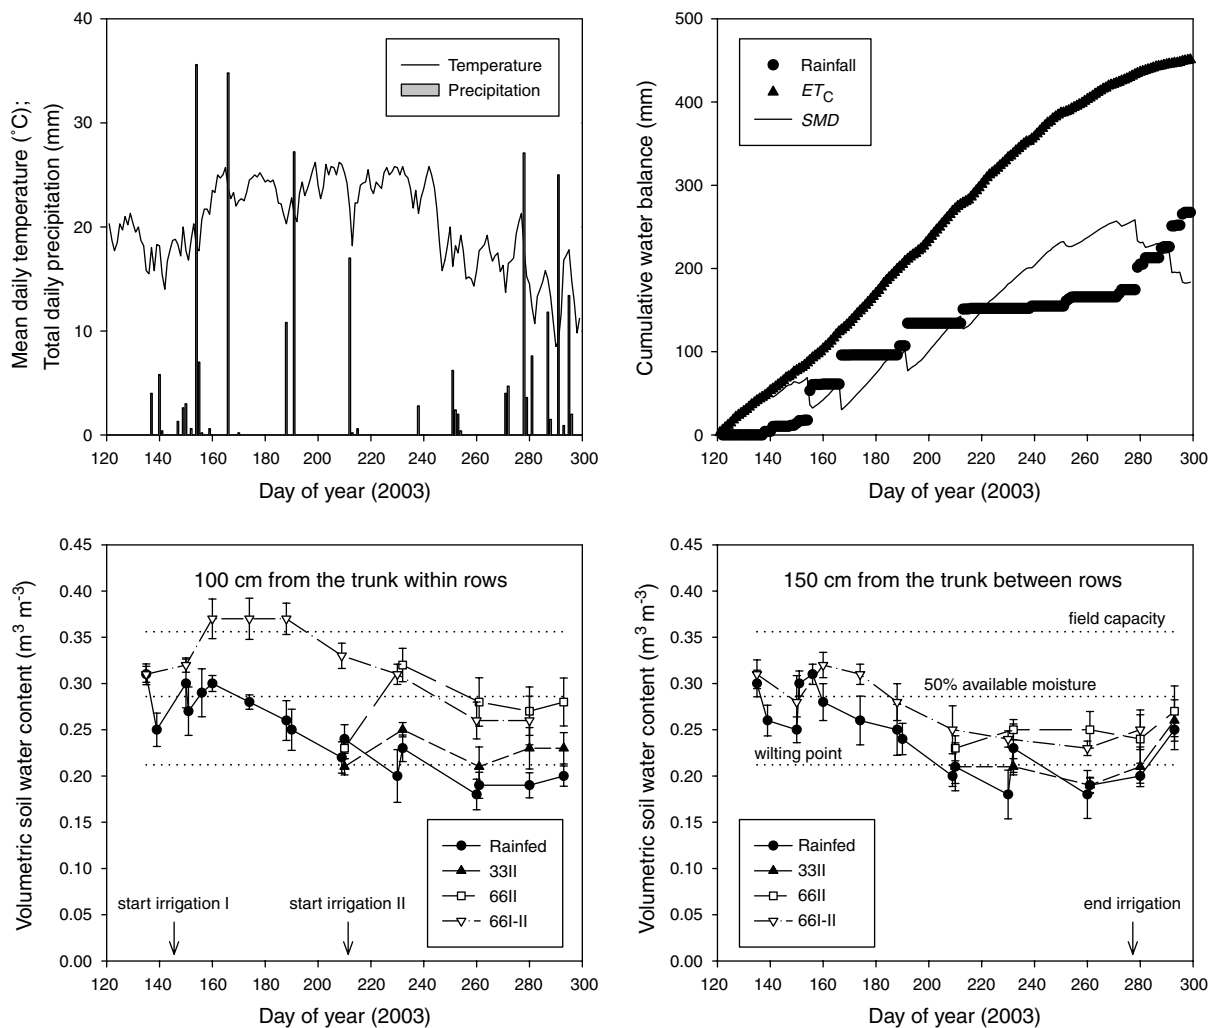 Mean daily temperature (˚C);
Total daily precipitation (mm)
50
40
30
20
10
0
Temperature
Precipitation
120 140 160 180 200 220 240 260 280 300
Day of year (2003)
Cumulative water balance (mm)
500
400
300
200
100
0
Rainfall
ETC
SMD
120 140 160 180 200 220 240 260 280 300
Day of year (2003)
Volumetric soil water content (m3 m-3)
0.45
0.40
0.35
0.30
0.25
0.20
0.15
0.10
0.05
0.00
100 cm from the trunk within rows
Rainfed
33II
66II
66I-II
start irrigation I
start irrigation II
120 140 160 180 200 220 240 260 280 300
Day of year (2003)
Volumetric soil water content (m3 m-3)
0.45
0.40
0.35
0.30
0.25
0.20
0.15
0.10
0.05
0.00
150 cm from the trunk between rows
field capacity
50% available moisture
wilting point
Rainfed
33II
66II
66I-II
end irrigation
120 140 160 180 200 220 240 260 280 300
Day of year (2003)